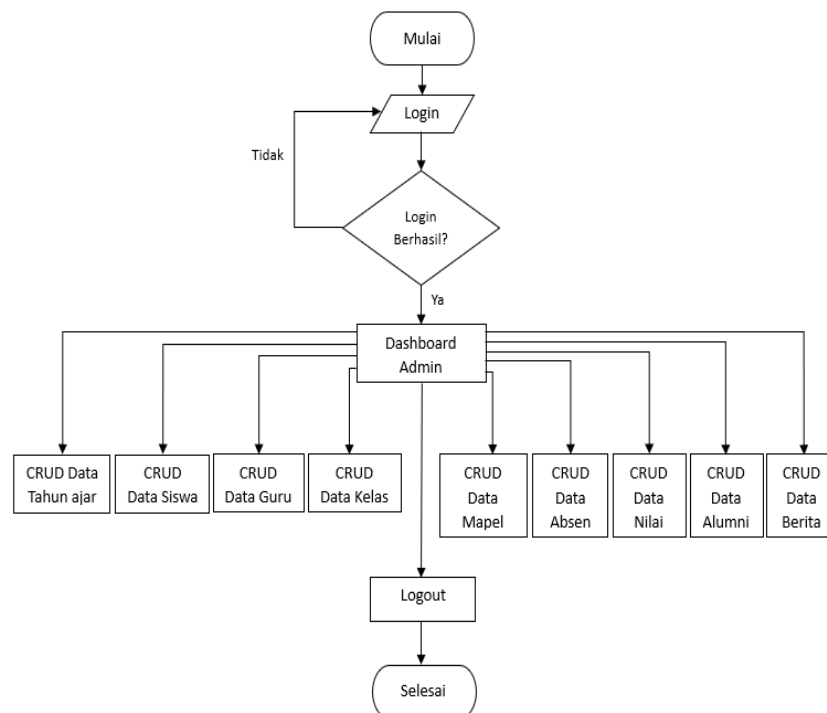 Mulai
Login
Tidak
Login
Berhasil?
Ya
Dashboard
Admin
CRUD Data
Tahun ajar
CRUD
Data Siswa
CRUD
Data Guru
CRUD
Data Kelas
CRUD
Data
Mapel
CRUD
Data
Absen
CRUD
Data
Nilai
CRUD
Data
Alumni
CRUD
Data
Berita
Logout
Selesai